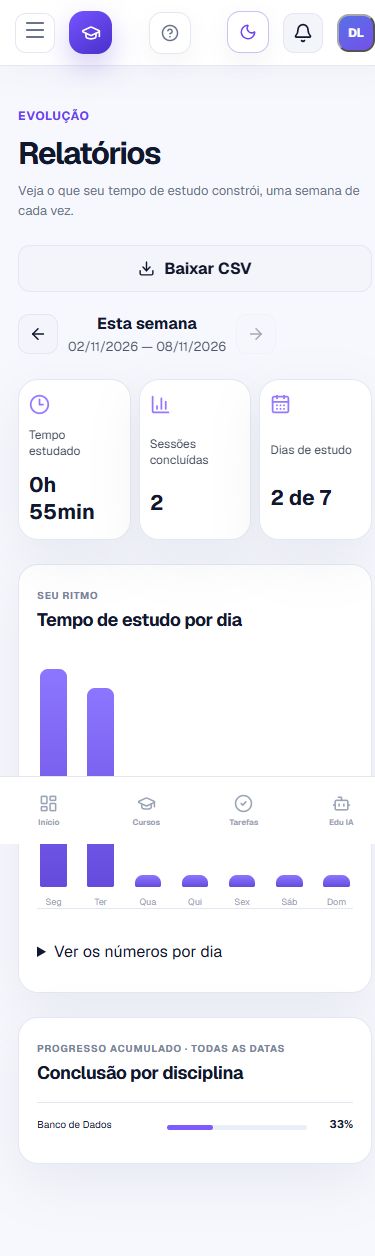 DL
EVOLUÇÃO
Relatórios
Veja o que seu tempo de estudo constrói, uma semana de
cada vez.
Baixar CSV
Esta semana
02/11/2026 — 08/11/2026
Tempo
estudado
0h
55min
Sessões
concluídas
2
Dias de estudo
2 de 7
SEU RITMO
Tempo de estudo por dia
Início
Cursos
Tarefas
Edu IA
Seg
Ter
Qua
Qui
Sex
Sáb
Dom
Ver os números por dia
PROGRESSO ACUMULADO · TODAS AS DATAS
Conclusão por disciplina
Banco de Dados
33%